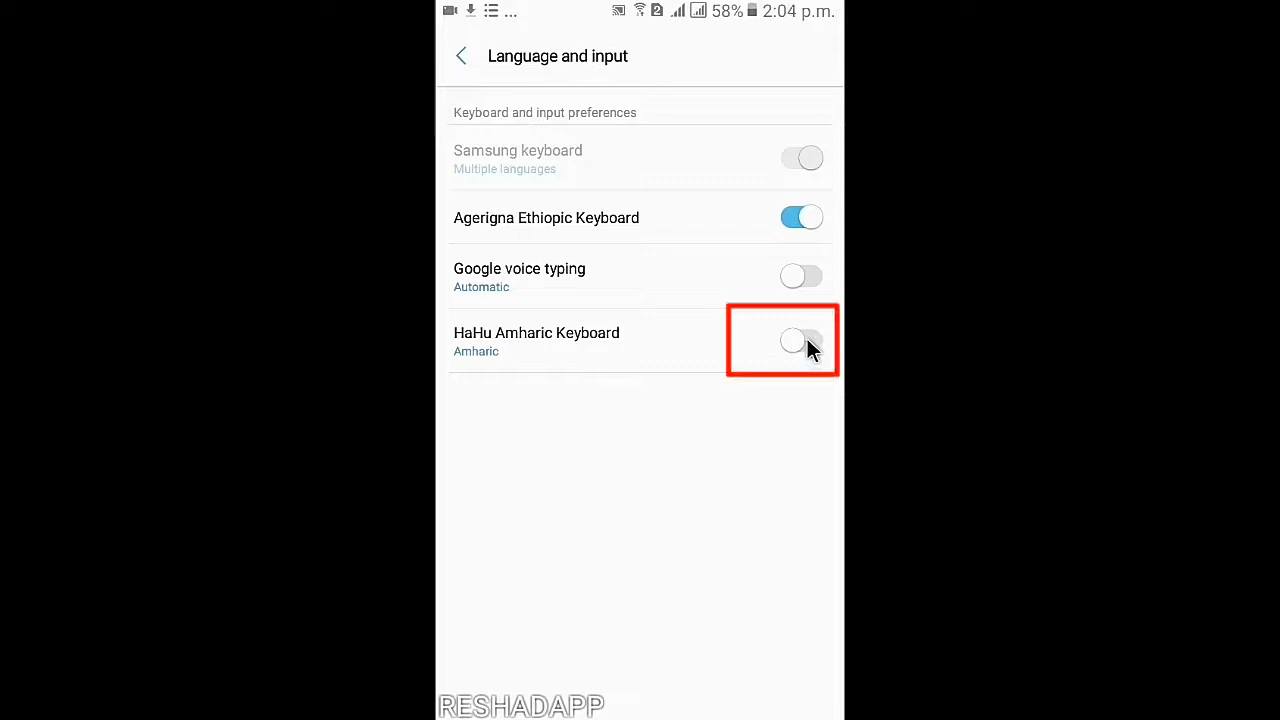 ... 58% 2:04 p.m.
Language and input
Keyboard and input preferences
Samsung keyboard
Multiple languages
Agerigna Ethiopic Keyboard
Google voice typing
Automatic
HaHu Amharic Keyboard
Amharic
RESHADAPP